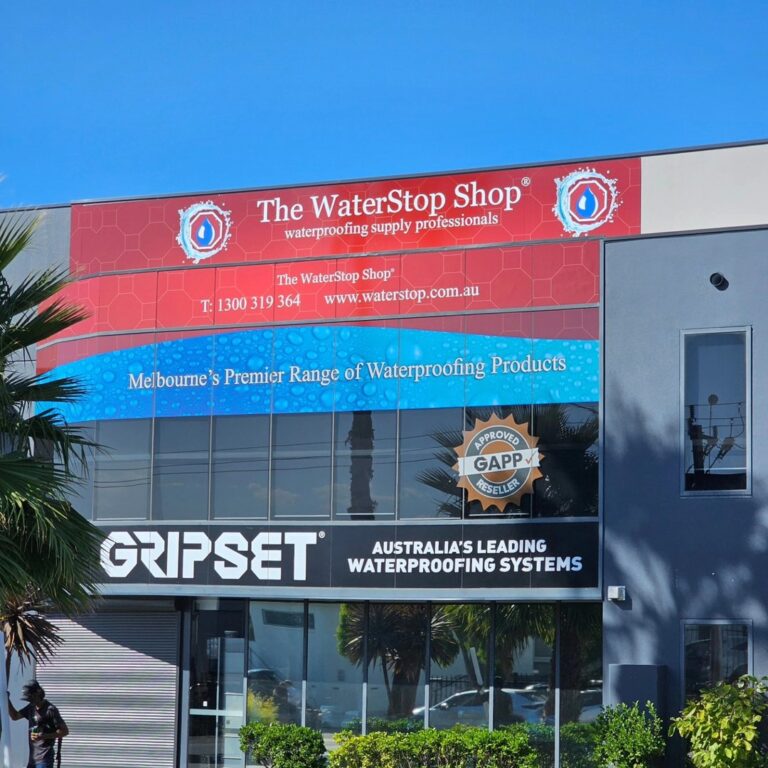 The WaterStop Shop®
waterproofing supply professionals
The WaterStop Shop®
T: 1300 319 364 www.waterstop.com.au
Melbourne's Premier Range of Waterproofing Products
APPROVED
GAPP
RESELLER
GRIPSET®
AUSTRALIA'S LEADING
WATERPROOFING SYSTEMS